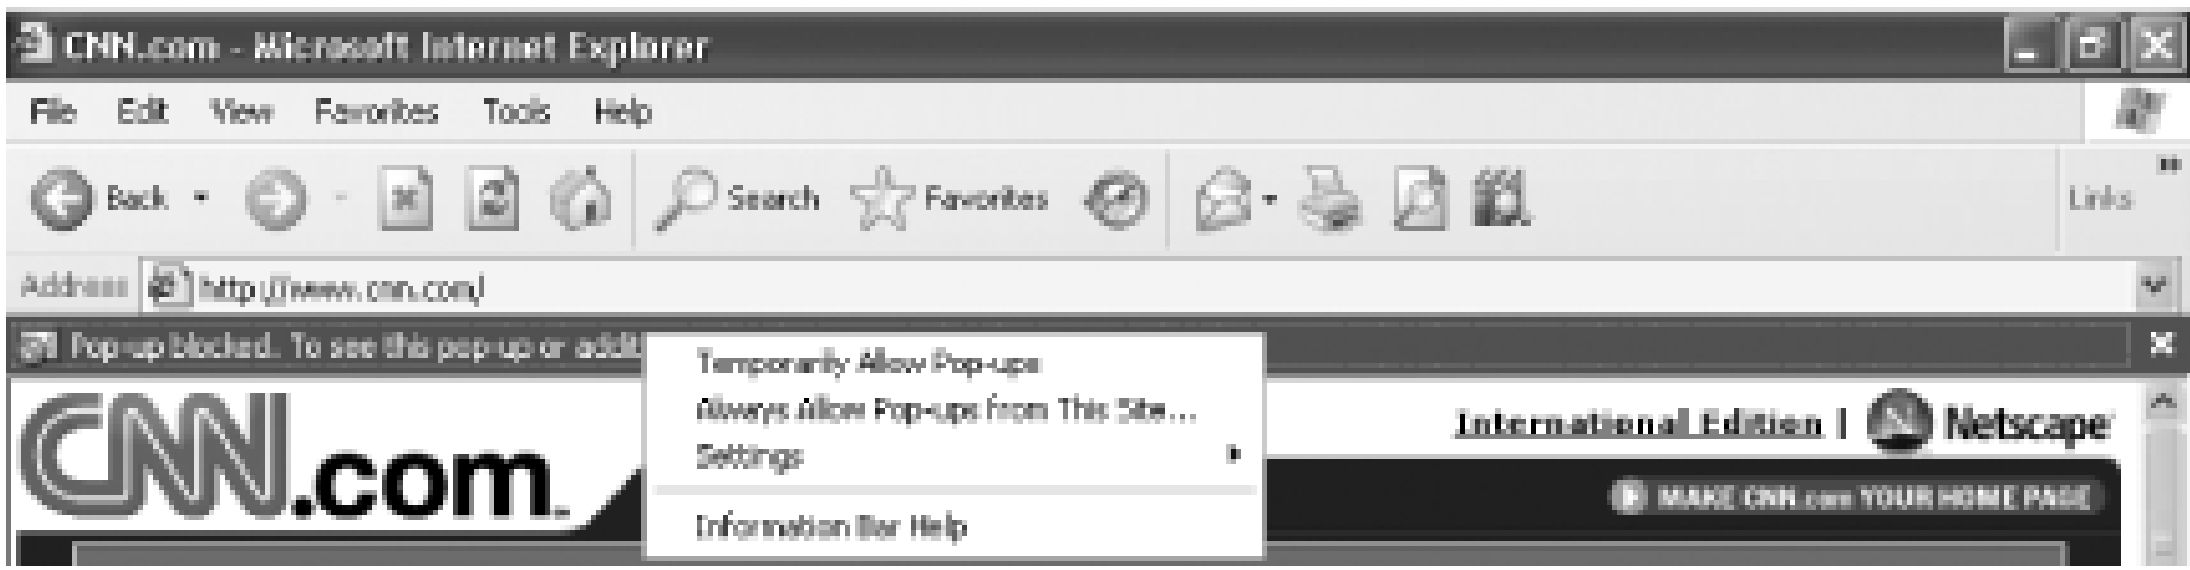 CNN.com - Microsoft Internet Explorer
File Edit View Favorites Tools Help
Back Search Favorites Links
Address http://www.cnn.com/
Pop-up blocked. To see this pop-up or addit
Temporarily Allow Pop-ups
Always Allow Pop-ups from This Site...
Settings
Information Bar Help
CNN.com
International Edition | Netscape
MAKE CNN.com YOUR HOME PAGE